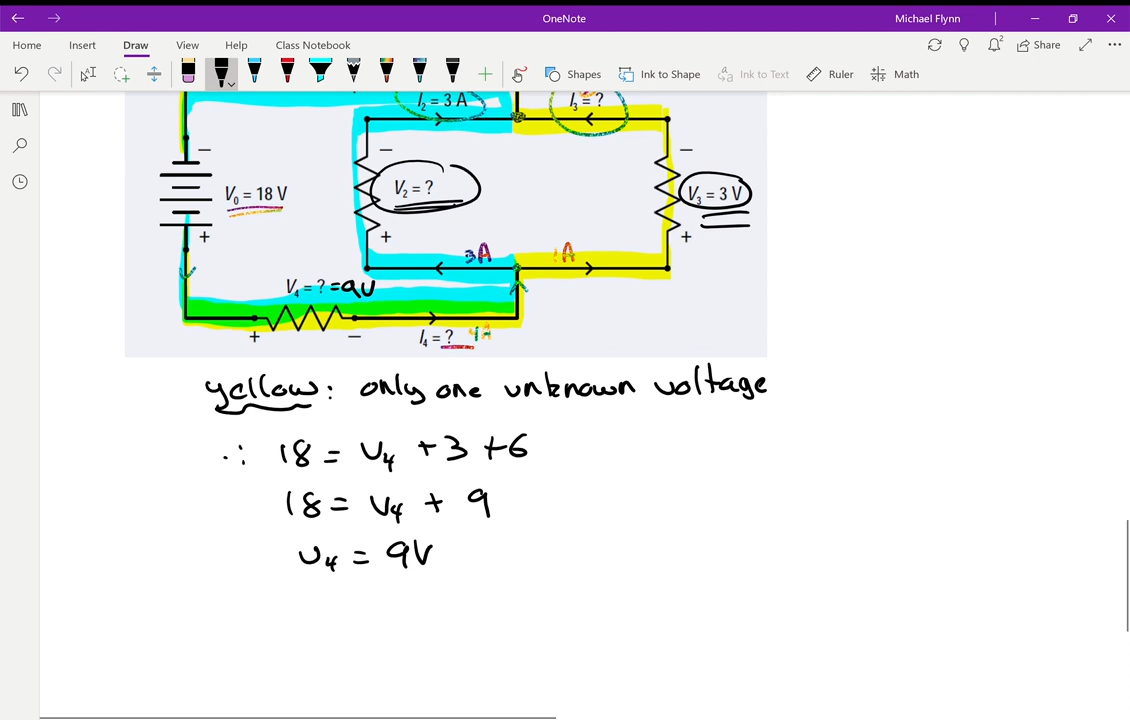 OneNote
Michael Flynn
Home Insert Draw View Help Class Notebook
2 Share
Shapes Ink to Shape Ink to Text Ruler Math
I2 = 3 A
I3 = ?
− − −
V0 = 18 V
V2 = ?
V3 = 3 V
+ + +
3A 1A
V4 = ? =9V
+ −
I4 = ? 4A
yellow: only one unknown voltage
∴ 18 = V4 + 3 + 6
18 = V4 + 9
V4 = 9V